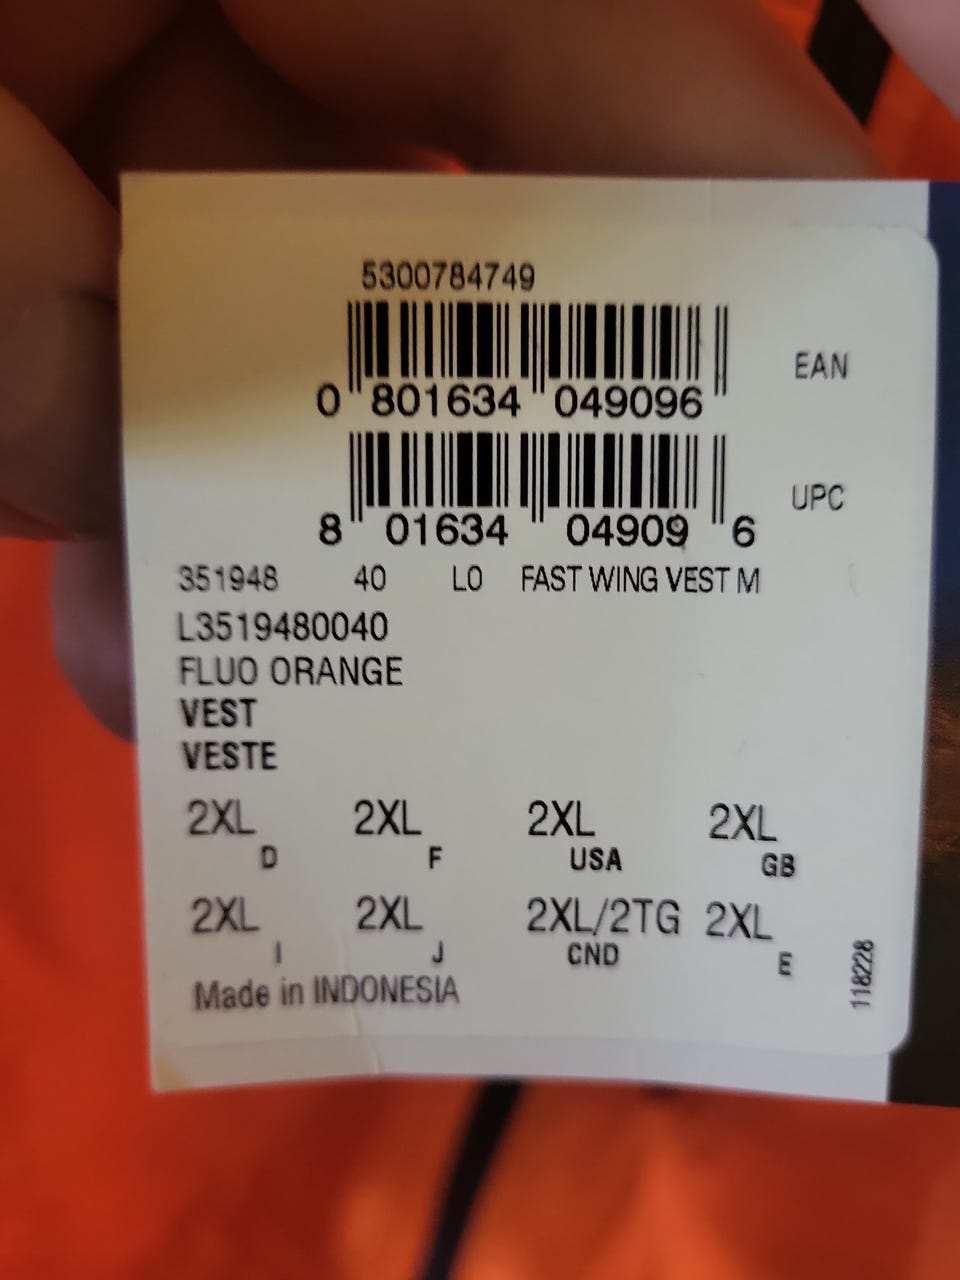 5300784749
EAN
0 801634 049096
UPC
8 01634 04909 6
351948 40 L0 FAST WING VEST M
L3519480040
FLUO ORANGE
VEST
VESTE
2XL D 2XL F 2XL USA 2XL GB
2XL I 2XL J 2XL/2TG CND 2XL E
Made in INDONESIA
118228